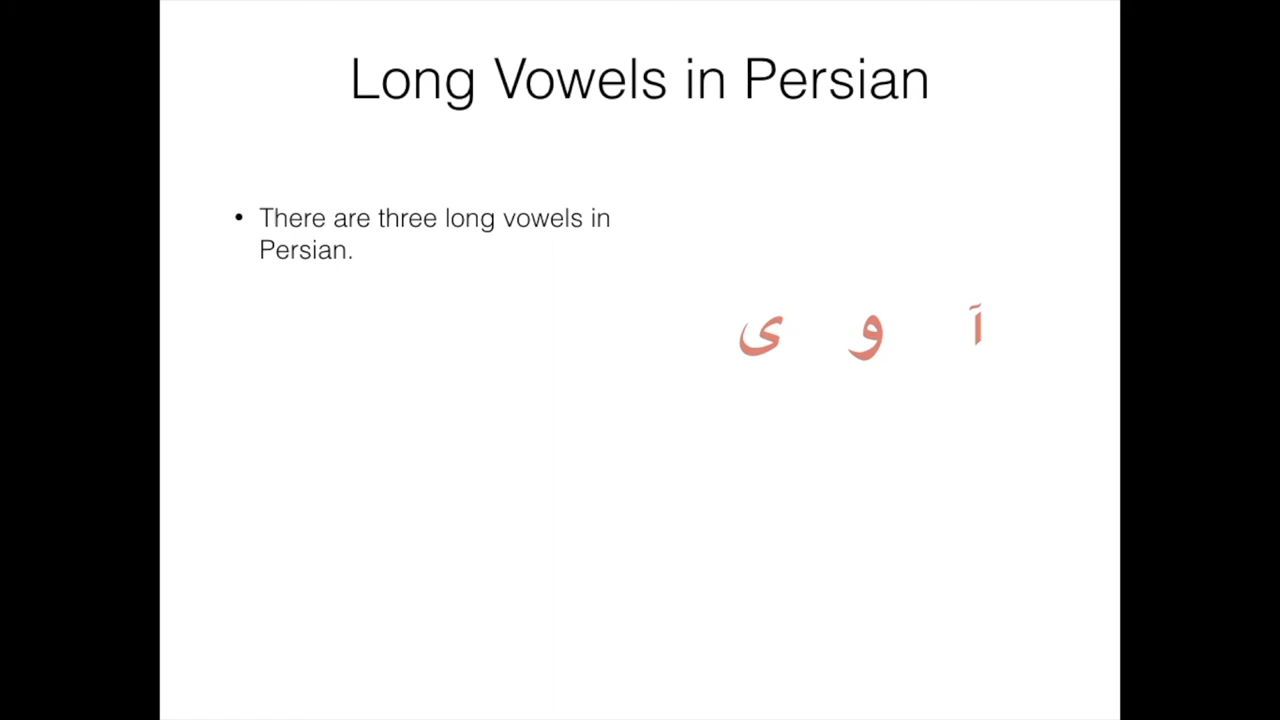 Long Vowels in Persian
• There are three long vowels in
Persian.
آ و ی